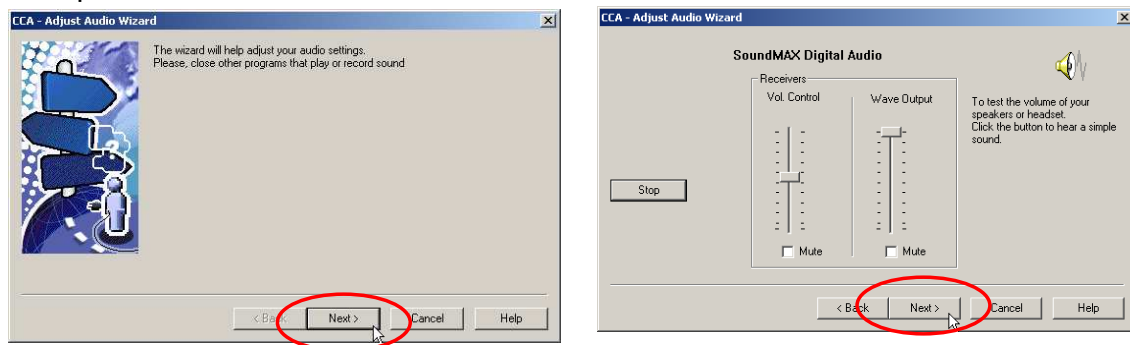 CCA - Adjust Audio Wizard
The wizard will help adjust your audio settings.
Please, close other programs that play or record sound
< Back Next > Cancel Help
CCA - Adjust Audio Wizard
SoundMAX Digital Audio
Receivers
Vol. Control Wave Output
To test the volume of your
speakers or headset.
Click the button to hear a simple
sound.
Stop
Mute Mute
< Back Next > Cancel Help